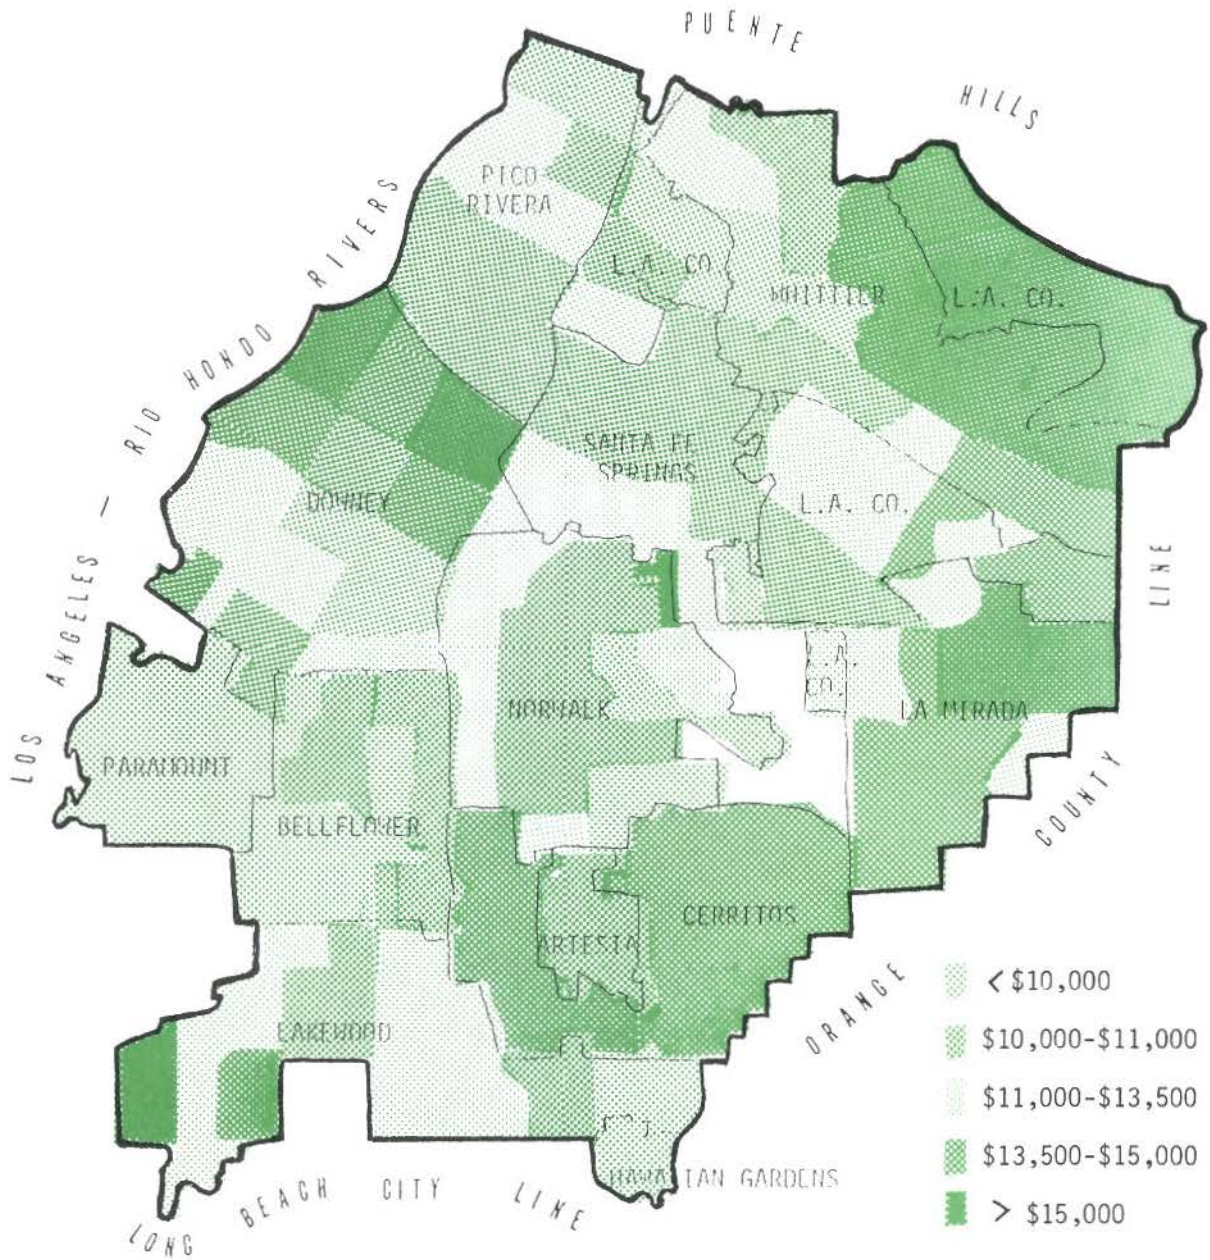 PUENTE
HILLS
PICO
RIVERA
L.A. CO.
WHITTIER
L.A. CO.
RIO HONDO RIVERS
SANTA FE
SPRINGS
DOWNEY
L.A. CO.
LINE
LOS ANGELES —
L.A.
CO.
NORWALK
LA MIRADA
PARAMOUNT
COUNTY
BELLFLOWER
CERRITOS
ARTESIA
ORANGE
LAKEWOOD
< $10,000
$10,000-$11,000
$11,000-$13,500
$13,500-$15,000
> $15,000
HAWAIIAN GARDENS
LONG BEACH CITY LINE